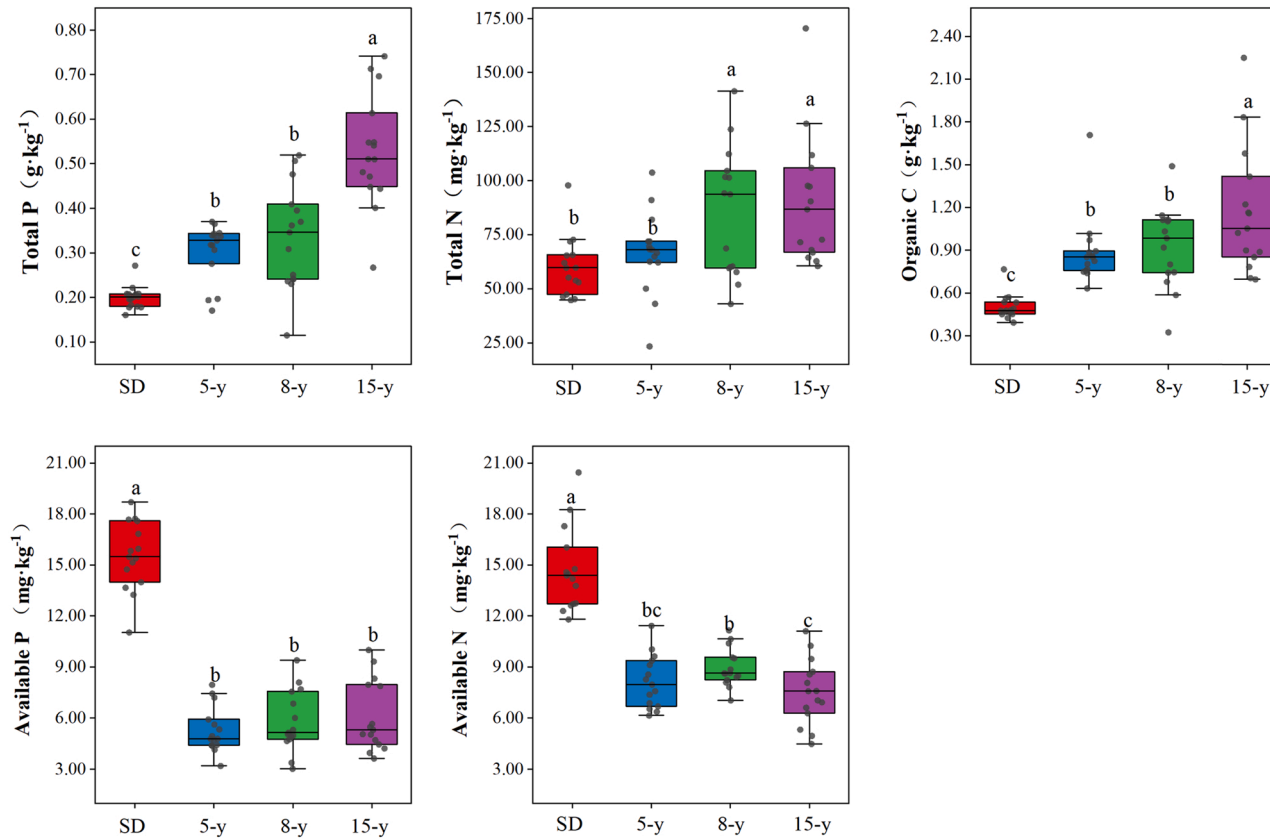 Total P（g·kg⁻¹）
0.80
0.70
0.60
0.50
0.40
0.30
0.20
0.10
c
b
b
a
SD
5-y
8-y
15-y
Total N（mg·kg⁻¹）
175.00
150.00
125.00
100.00
75.00
50.00
25.00
b
b
a
a
SD
5-y
8-y
15-y
Organic C（g·kg⁻¹）
2.40
2.10
1.80
1.50
1.20
0.90
0.60
0.30
c
b
b
a
SD
5-y
8-y
15-y
Available P（mg·kg⁻¹）
21.00
18.00
15.00
12.00
9.00
6.00
3.00
a
b
b
b
SD
5-y
8-y
15-y
Available N（mg·kg⁻¹）
21.00
18.00
15.00
12.00
9.00
6.00
3.00
a
bc
b
c
SD
5-y
8-y
15-y